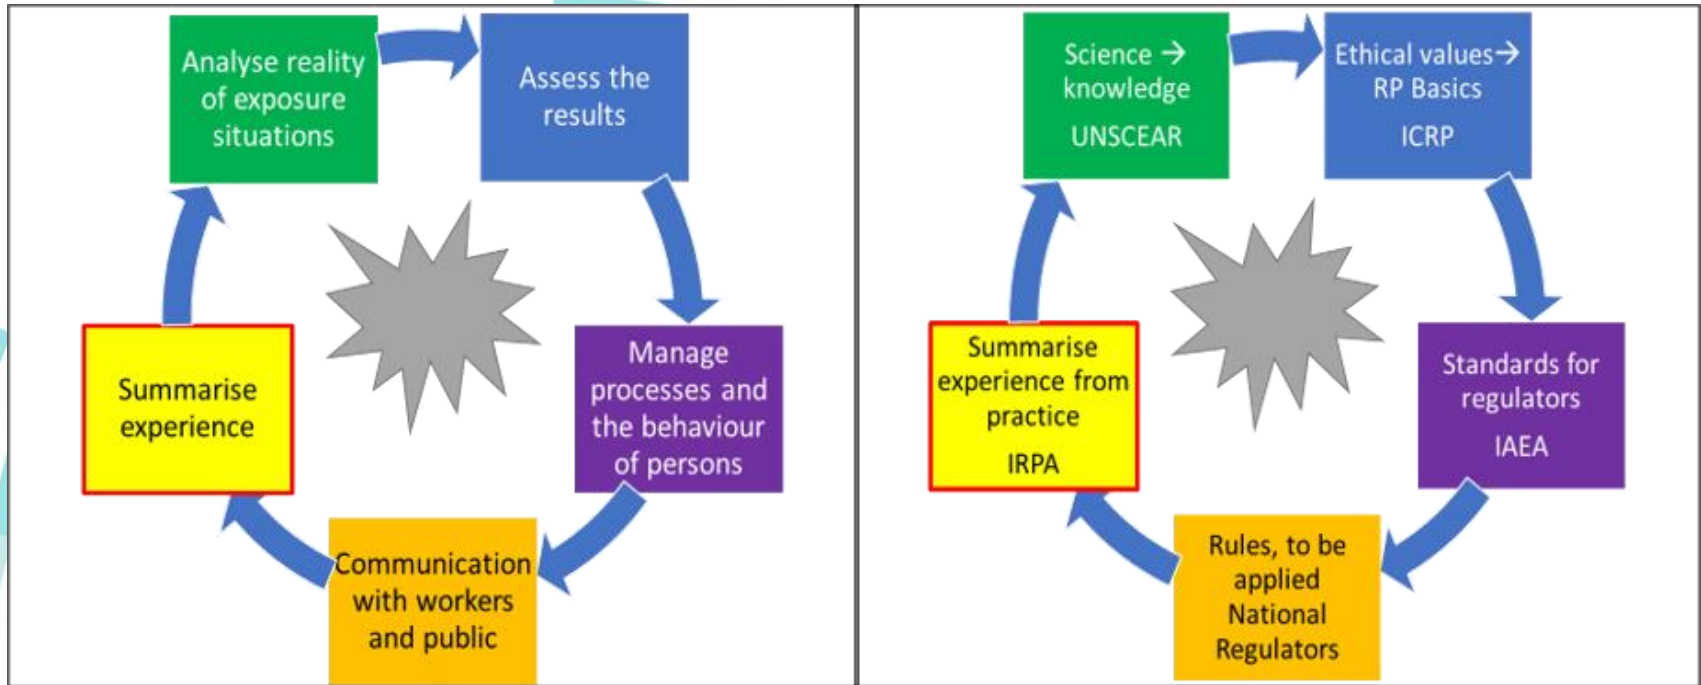 Analyse reality
of exposure
situations
Assess the
results
Manage
processes and
the behaviour
of persons
Communication
with workers
and public
Summarise
experience
Science →
knowledge
UNSCEAR
Ethical values→
RP Basics
ICRP
Standards for
regulators
IAEA
Rules, to be
applied
National
Regulators
Summarise
experience from
practice
IRPA